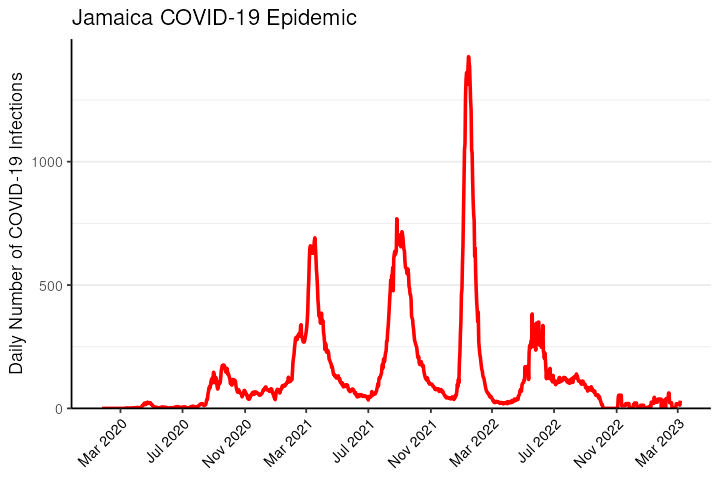 Jamaica COVID-19 Epidemic
Daily Number of COVID-19 Infections
1000
500
0
Mar 2020
Jul 2020
Nov 2020
Mar 2021
Jul 2021
Nov 2021
Mar 2022
Jul 2022
Nov 2022
Mar 2023